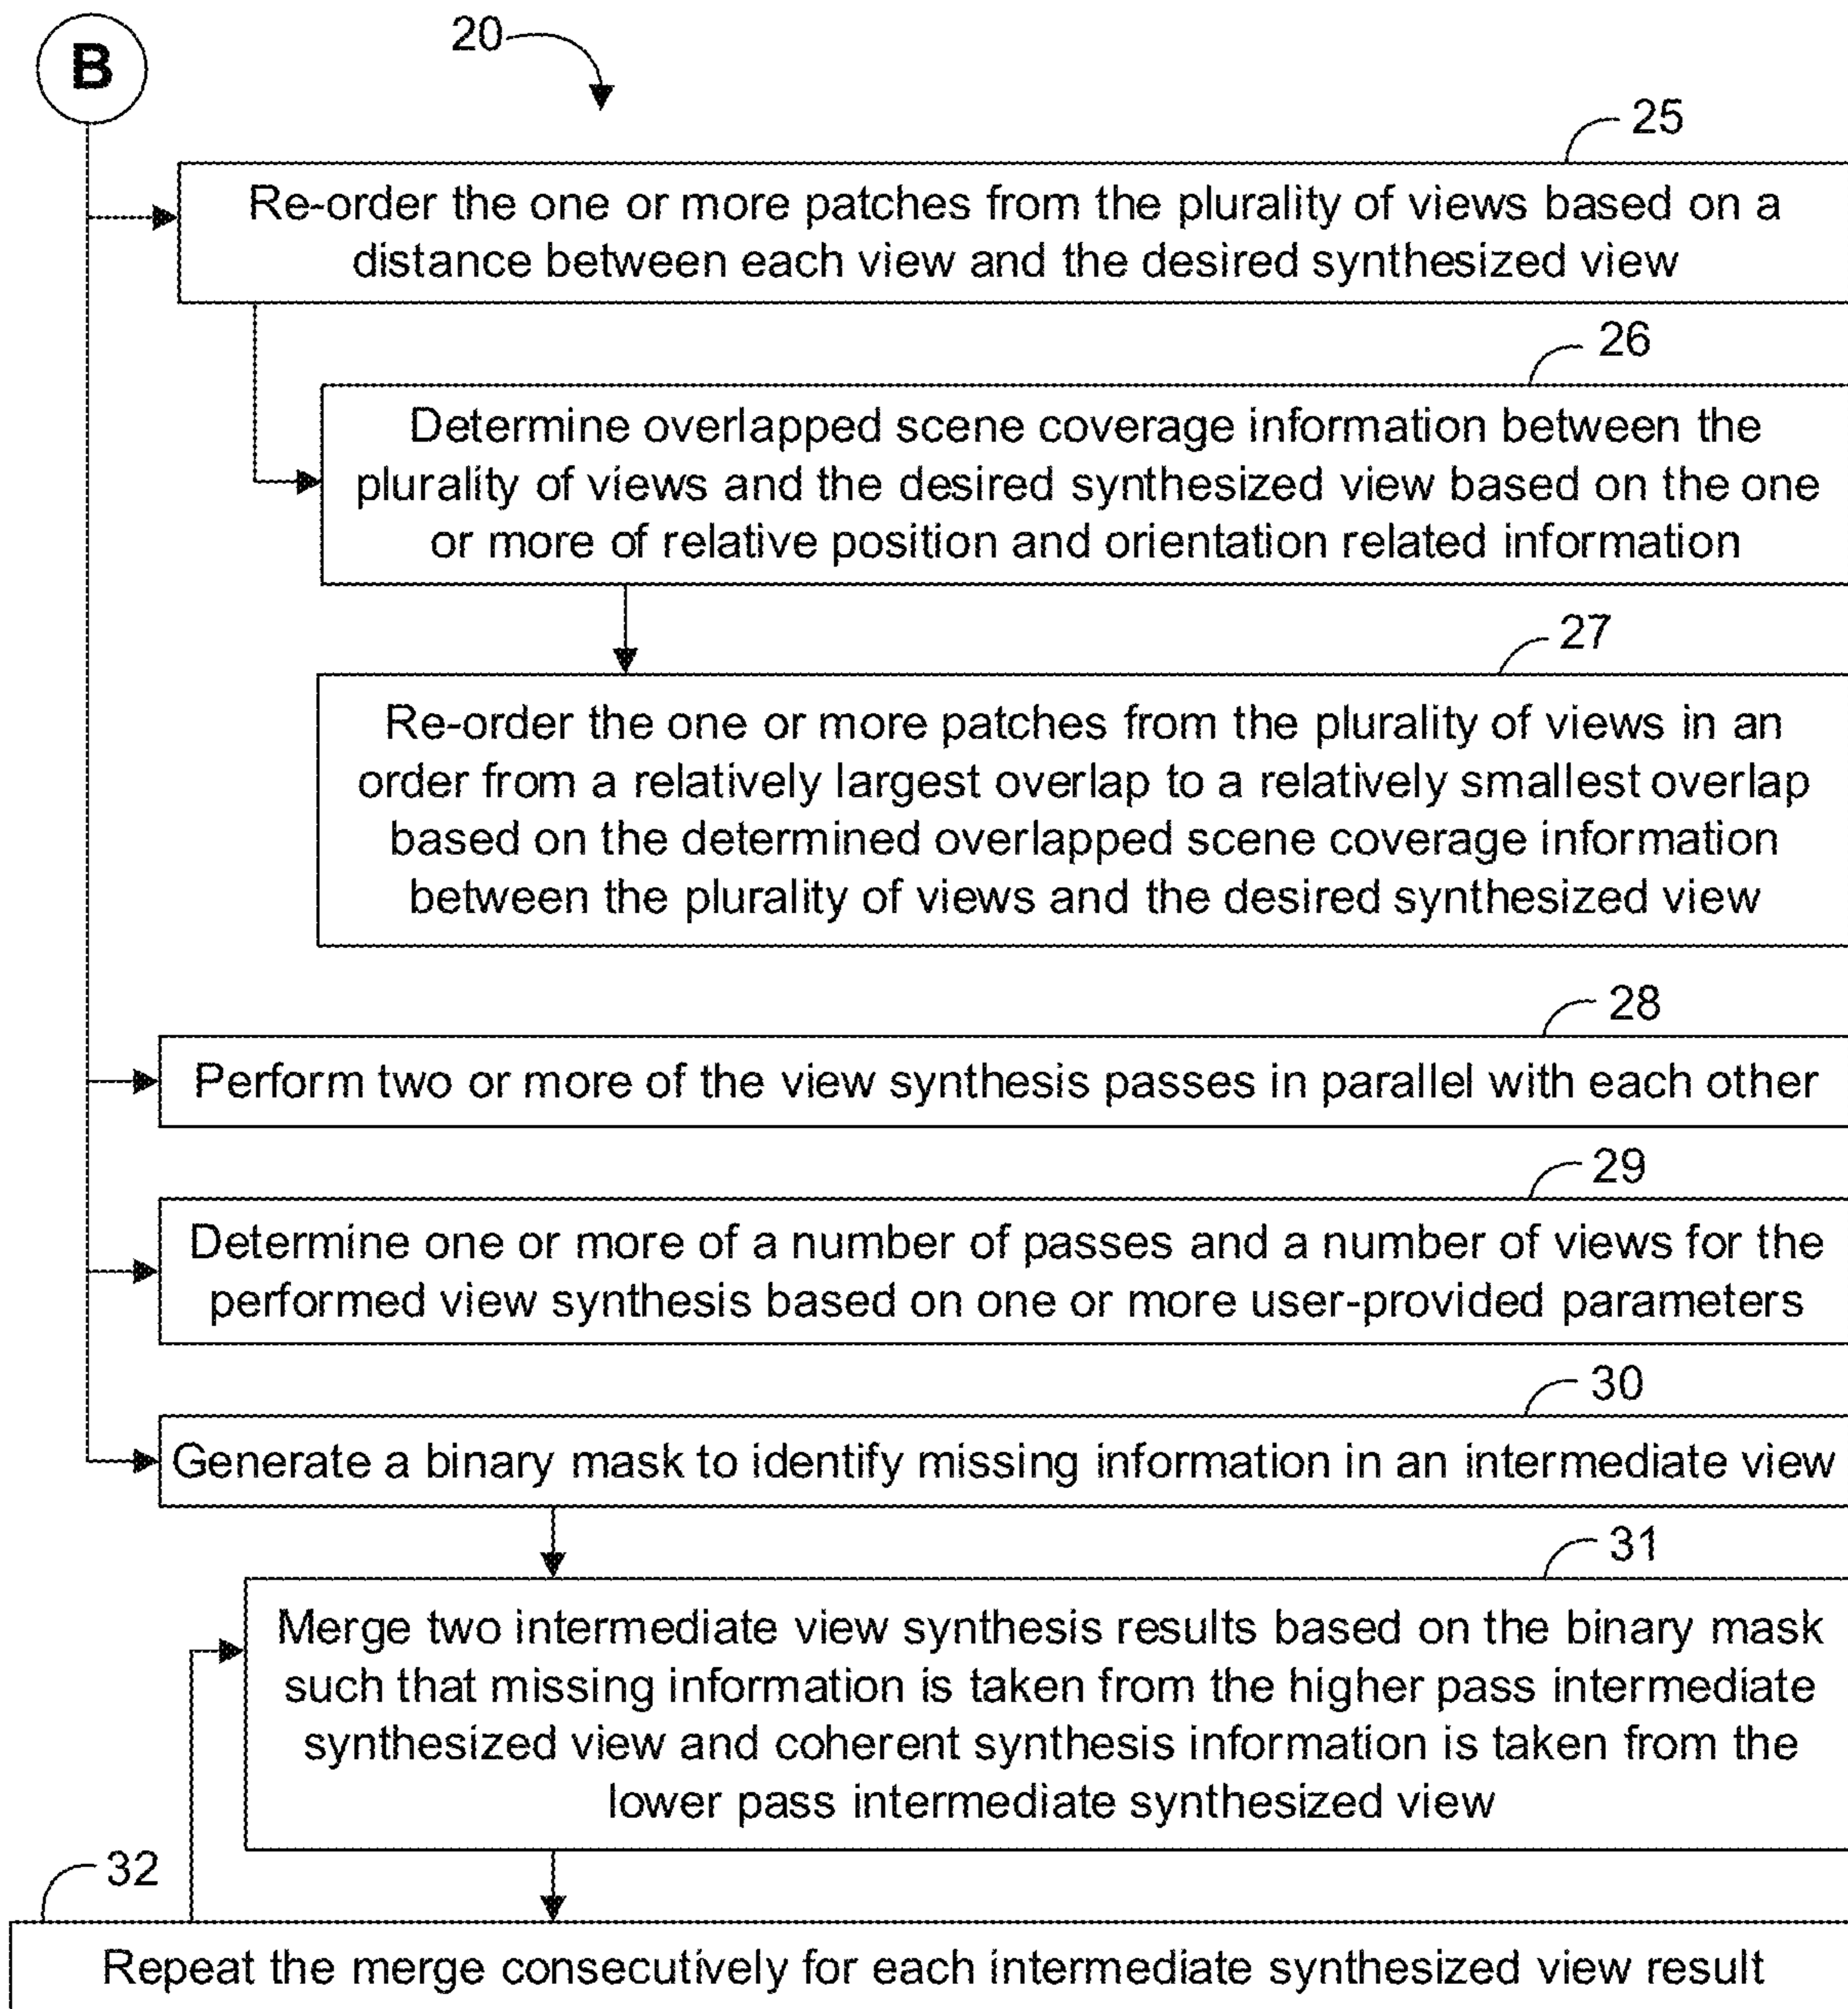 B
20
25
Re-order the one or more patches from the plurality of views based on a
distance between each view and the desired synthesized view
26
Determine overlapped scene coverage information between the
plurality of views and the desired synthesized view based on the one
or more of relative position and orientation related information
27
Re-order the one or more patches from the plurality of views in an
order from a relatively largest overlap to a relatively smallest overlap
based on the determined overlapped scene coverage information
between the plurality of views and the desired synthesized view
28
Perform two or more of the view synthesis passes in parallel with each other
29
Determine one or more of a number of passes and a number of views for the
performed view synthesis based on one or more user-provided parameters
30
Generate a binary mask to identify missing information in an intermediate view
31
Merge two intermediate view synthesis results based on the binary mask
such that missing information is taken from the higher pass intermediate
synthesized view and coherent synthesis information is taken from the
lower pass intermediate synthesized view
32
Repeat the merge consecutively for each intermediate synthesized view result